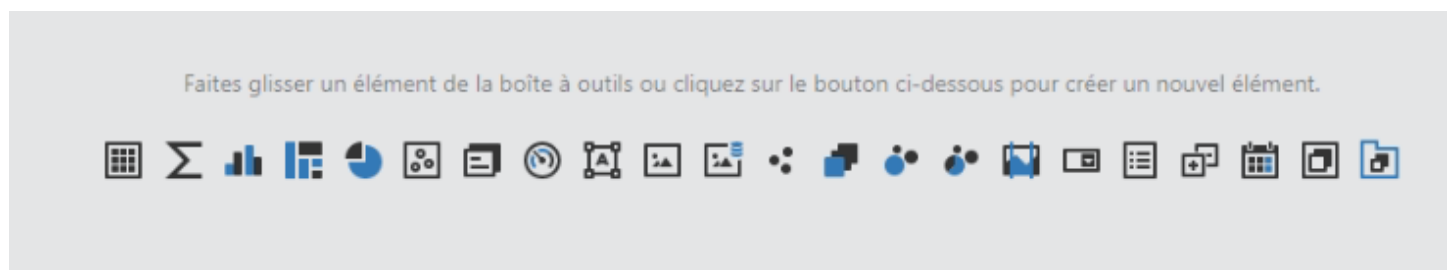 Faites glisser un élément de la boîte à outils ou cliquez sur le bouton ci-dessous pour créer un nouvel élément.